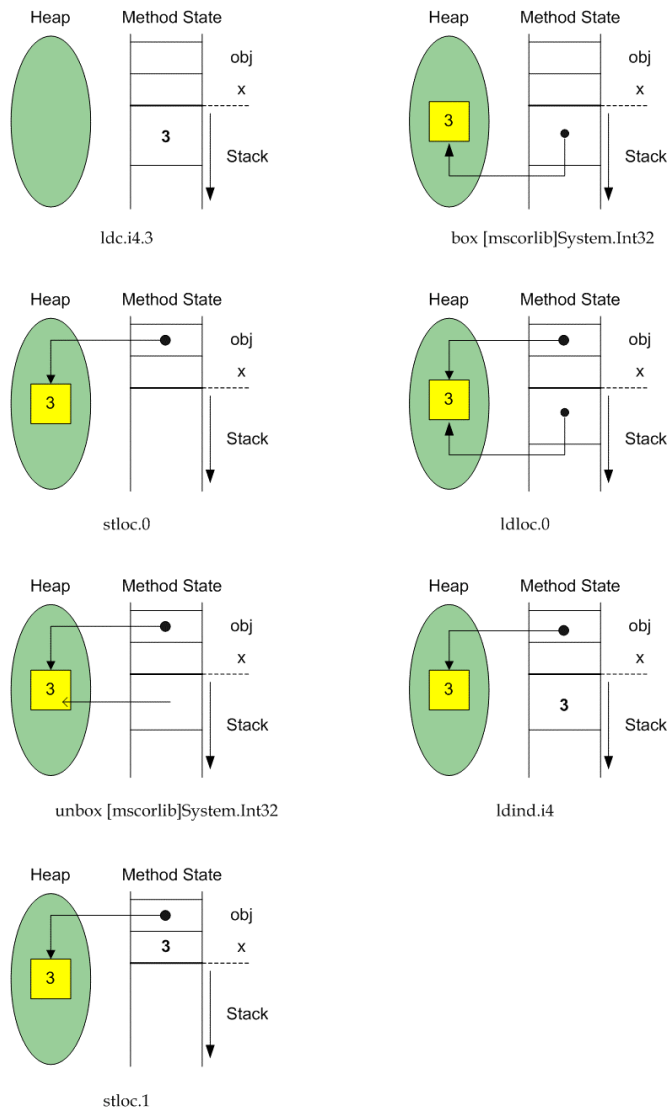 Heap Method State
obj
x
3
Stack
ldc.i4.3
Heap Method State
obj
x
3
Stack
box [mscorlib]System.Int32
Heap Method State
obj
x
3
Stack
stloc.0
Heap Method State
obj
x
3
Stack
ldloc.0
Heap Method State
obj
x
3
Stack
unbox [mscorlib]System.Int32
Heap Method State
obj
x
3
3
Stack
ldind.i4
Heap Method State
obj
3 x
3
Stack
stloc.1